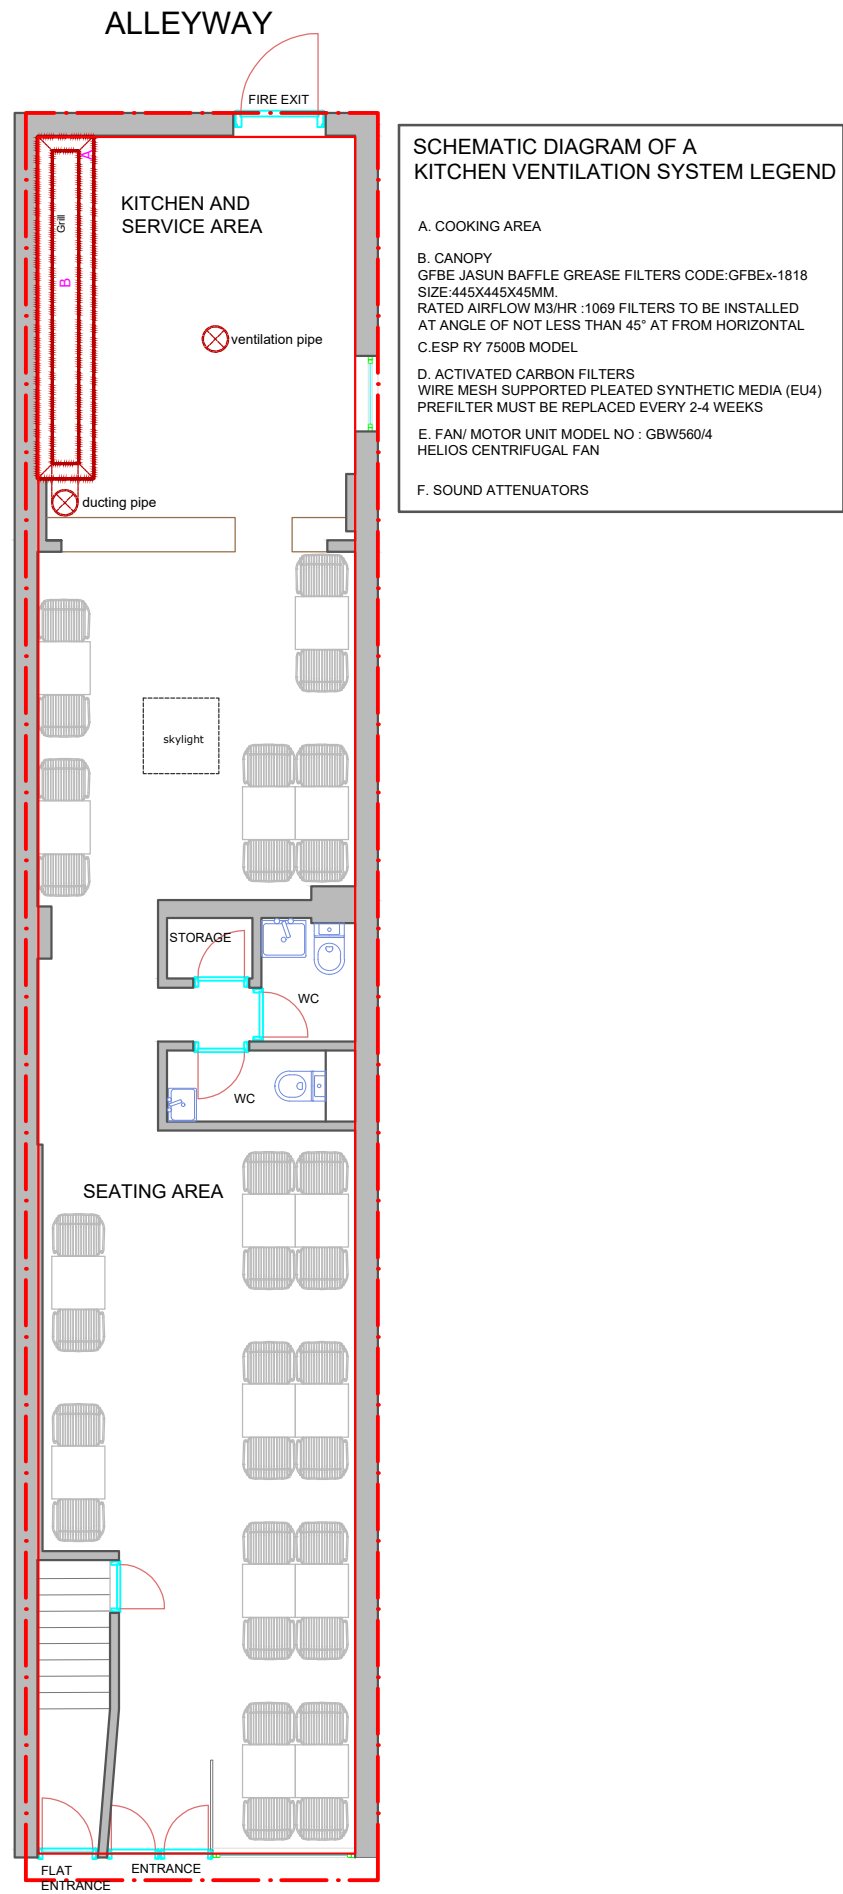 ALLEYWAY
FIRE EXIT
SCHEMATIC DIAGRAM OF A
KITCHEN VENTILATION SYSTEM LEGEND
A. COOKING AREA
B. CANOPY
GFBE JASUN BAFFLE GREASE FILTERS CODE:GFBEx-1818
SIZE:445X445X45MM.
RATED AIRFLOW M3/HR :1069 FILTERS TO BE INSTALLED
AT ANGLE OF NOT LESS THAN 45° AT FROM HORIZONTAL
C.ESP RY 7500B MODEL
D. ACTIVATED CARBON FILTERS
WIRE MESH SUPPORTED PLEATED SYNTHETIC MEDIA (EU4)
PREFILTER MUST BE REPLACED EVERY 2-4 WEEKS
E. FAN/ MOTOR UNIT MODEL NO : GBW560/4
HELIOS CENTRIFUGAL FAN
F. SOUND ATTENUATORS
A
KITCHEN AND
SERVICE AREA
Grill
B
ventilation pipe
ducting pipe
skylight
STORAGE
WC
WC
SEATING AREA
FLAT
ENTRANCE
ENTRANCE